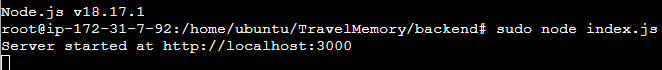 Node.js v18.17.1
root@ip-172-31-7-92:/home/ubuntu/TravelMemory/backend# sudo node index.js
Server started at http://localhost:3000